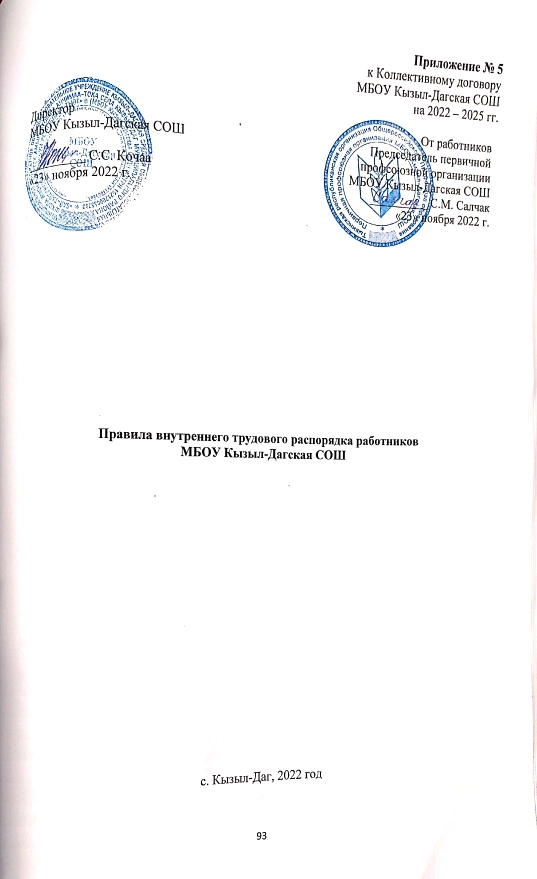 Приложение № 5
к Коллективному договору
МБОУ Кызыл-Дагская СОШ
на 2022 – 2025 гг.
Директор
МБОУ Кызыл-Дагская СОШ
С.С. Кочаа
«23» ноября 2022 г.
МБОУ
СОШ
От работников
Председатель первичной
профсоюзной организации
МБОУ Кызыл-Дагская СОШ
С.М. Салчак
«23» ноября 2022 г.
Правила внутреннего трудового распорядка работников
МБОУ Кызыл-Дагская СОШ
с. Кызыл-Даг, 2022 год
93